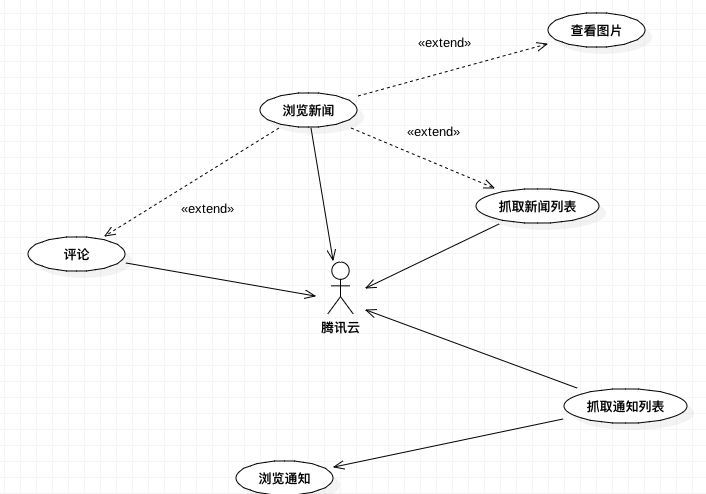 查看图片
«extend»
浏览新闻
«extend»
抓取新闻列表
«extend»
评论
腾讯云
抓取通知列表
浏览通知